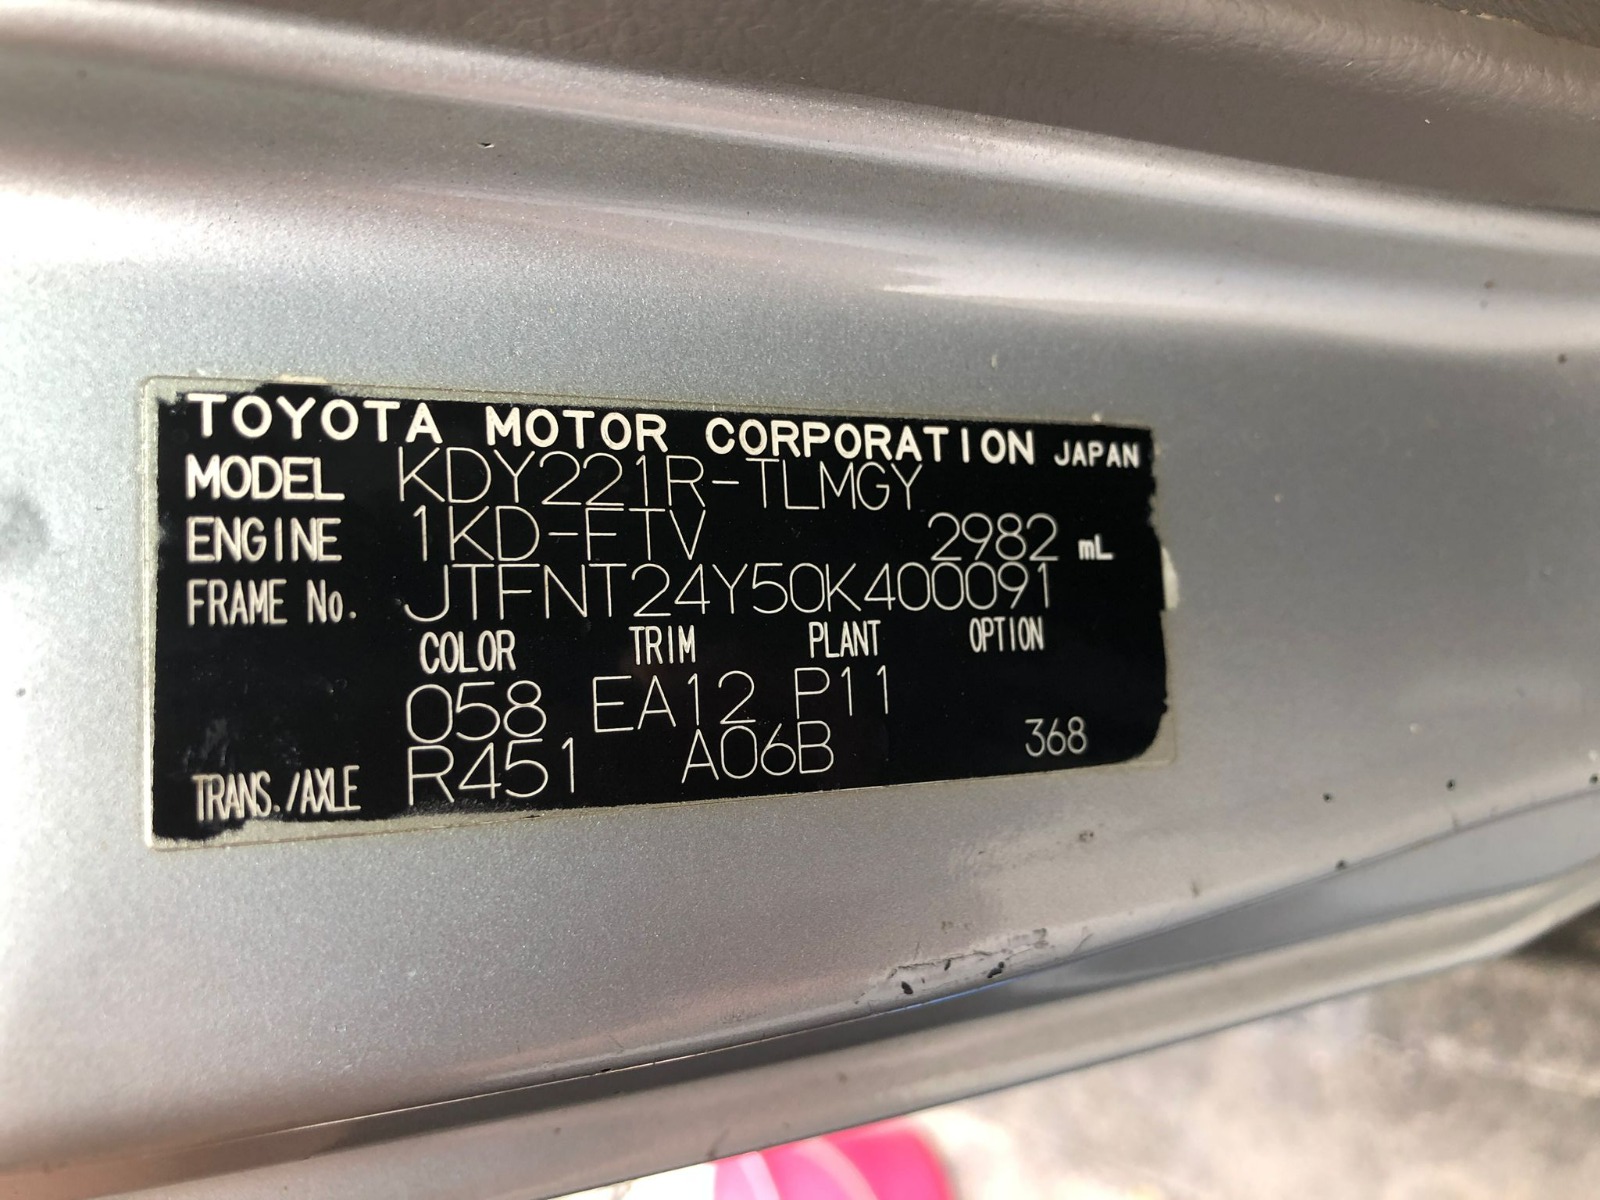 TOYOTA MOTOR CORPORATION JAPAN
MODEL KDY221R-TLMGY
ENGINE 1KD-FTV 2982 mL
FRAME No. JTFNT24Y50K400091
COLOR TRIM PLANT OPTION
058 EA12 P11
TRANS./AXLE R451 A06B 368